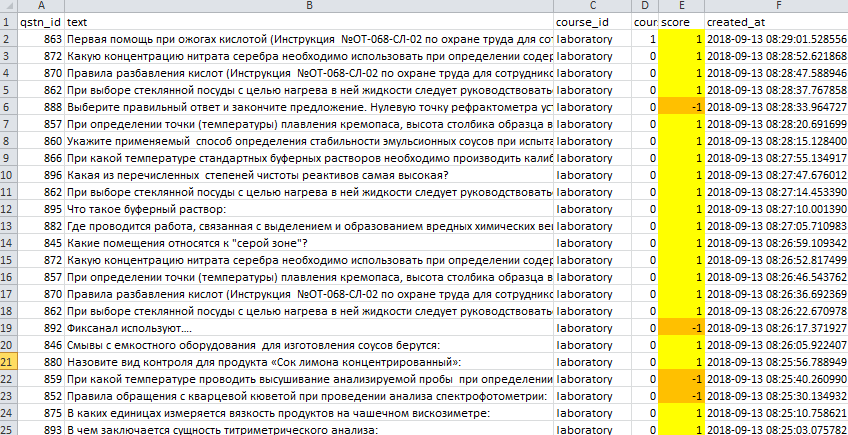 A B C D E F
1 qstn_id text course_id cour score created_at
2 863 Первая помощь при ожогах кислотой (Инструкция №ОТ-068-СЛ-02 по охране труда для laboratory 1 1 2018-09-13 08:29:01.528556
3 872 Какую концентрацию нитрата серебра необходимо использовать при определении laboratory 0 1 2018-09-13 08:28:52.621868
4 870 Правила разбавления кислот (Инструкция №ОТ-068-СЛ-02 по охране труда для laboratory 0 1 2018-09-13 08:28:47.588946
5 862 При выборе стеклянной посуды с целью нагрева в ней жидкости следует laboratory 0 1 2018-09-13 08:28:37.767858
6 888 Выберите правильный ответ и закончите предложение. Нулевую точку рефрактометра laboratory 0 -1 2018-09-13 08:28:33.964727
7 857 При определении точки (температуры) плавления кремопаса, высота столбика образца в laboratory 0 1 2018-09-13 08:28:20.691699
8 860 Укажите применяемый способ определения стабильности эмульсионных соусов при laboratory 0 1 2018-09-13 08:28:15.128400
9 866 При какой температуре стандартных буферных растворов необходимо производить laboratory 0 1 2018-09-13 08:27:55.134917
10 896 Какая из перечисленных степеней чистоты реактивов самая высокая? laboratory 0 1 2018-09-13 08:27:47.676012
11 862 При выборе стеклянной посуды с целью нагрева в ней жидкости следует laboratory 0 1 2018-09-13 08:27:14.453390
12 895 Что такое буферный раствор: laboratory 0 1 2018-09-13 08:27:10.001390
13 882 Где проводится работа, связанная с выделением и образованием вредных химических laboratory 0 1 2018-09-13 08:27:05.710983
14 845 Какие помещения относятся к "серой зоне"? laboratory 0 1 2018-09-13 08:26:59.109342
15 872 Какую концентрацию нитрата серебра необходимо использовать при определении laboratory 0 1 2018-09-13 08:26:52.817499
16 857 При определении точки (температуры) плавления кремопаса, высота столбика образца в laboratory 0 1 2018-09-13 08:26:46.543762
17 870 Правила разбавления кислот (Инструкция №ОТ-068-СЛ-02 по охране труда для laboratory 0 1 2018-09-13 08:26:36.692369
18 862 При выборе стеклянной посуды с целью нагрева в ней жидкости следует laboratory 0 1 2018-09-13 08:26:22.670978
19 892 Фиксанал используют.... laboratory 0 -1 2018-09-13 08:26:17.371927
20 846 Смывы с емкостного оборудования для изготовления соусов берутся: laboratory 0 1 2018-09-13 08:26:05.922407
21 880 Назовите вид контроля для продукта «Сок лимона концентрированный»: laboratory 0 1 2018-09-13 08:25:56.788949
22 859 При какой температуре проводить высушивание анализируемой пробы при определении laboratory 0 -1 2018-09-13 08:25:40.260990
23 852 Правила обращения с кварцевой кюветой при проведении анализа спектрофотометрии: laboratory 0 -1 2018-09-13 08:25:30.134932
24 875 В каких единицах измеряется вязкость продуктов на чашечном вискозиметре: laboratory 0 1 2018-09-13 08:25:10.758621
25 893 В чем заключается сущность титриметрического анализа: laboratory 0 1 2018-09-13 08:25:03.075782